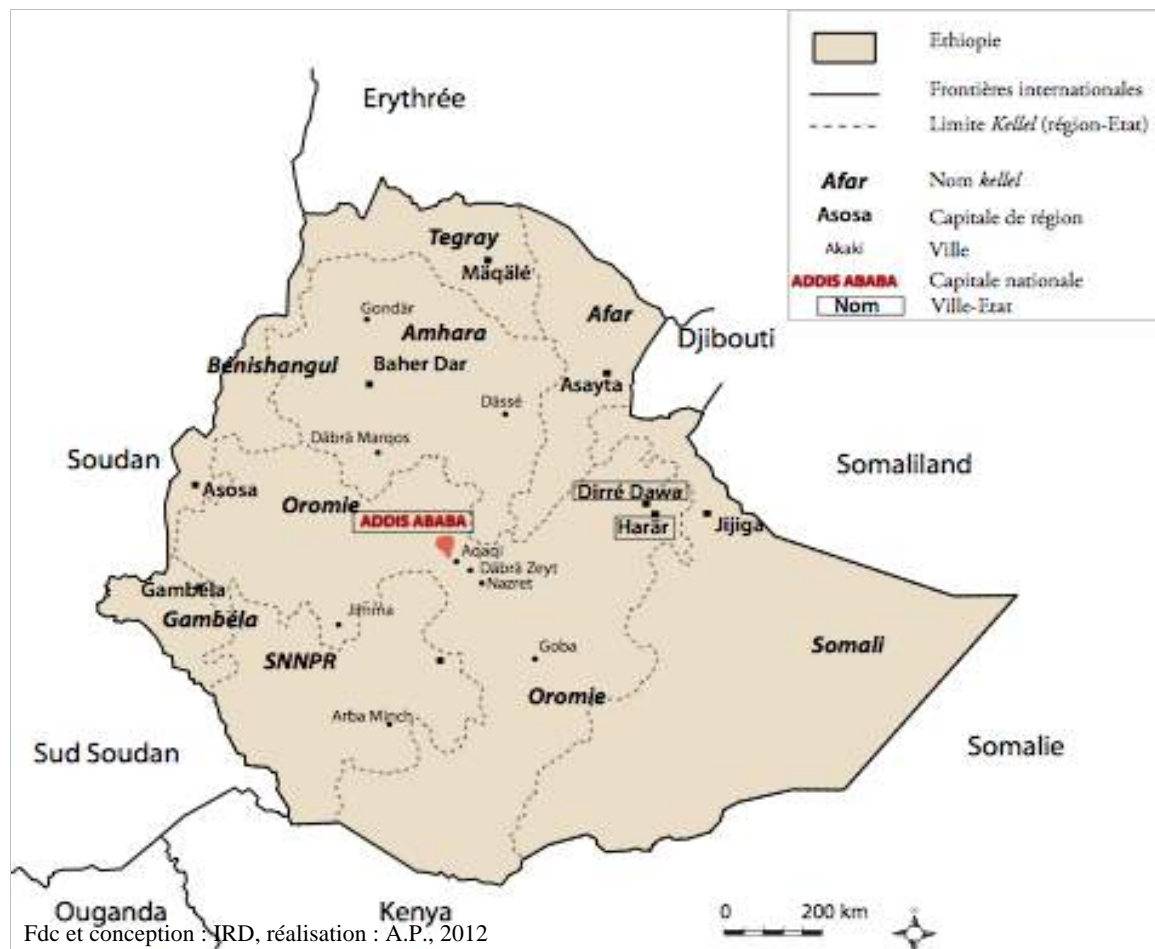 Ethiopie
Frontières internationales
Limite Kellel (région-Etat)
Afar
Nom kellel
Asosa
Capitale de région
Akaki
Ville
ADDIS ABABA
Capitale nationale
Nom
Ville-Etat
Erythrée
Tegray
Mäqälé
Gondär
Amhara
Afar
Djibouti
Bénishangul
Baher Dar
Asayta
Dässé
Däbrä Marqos
Soudan
Somaliland
Asosa
Oromie
Dirré Dawa
ADDIS ABABA
Harär
Jijiga
Aqaqi
Däbrä Zeyt
Nazret
Gambéla
Gambéla
Jimma
SNNPR
Goba
Somali
Oromie
Arba Minch
Sud Soudan
Somalie
Ouganda
Kenya
0 200 km
Fdc et conception : IRD, réalisation : A.P., 2012